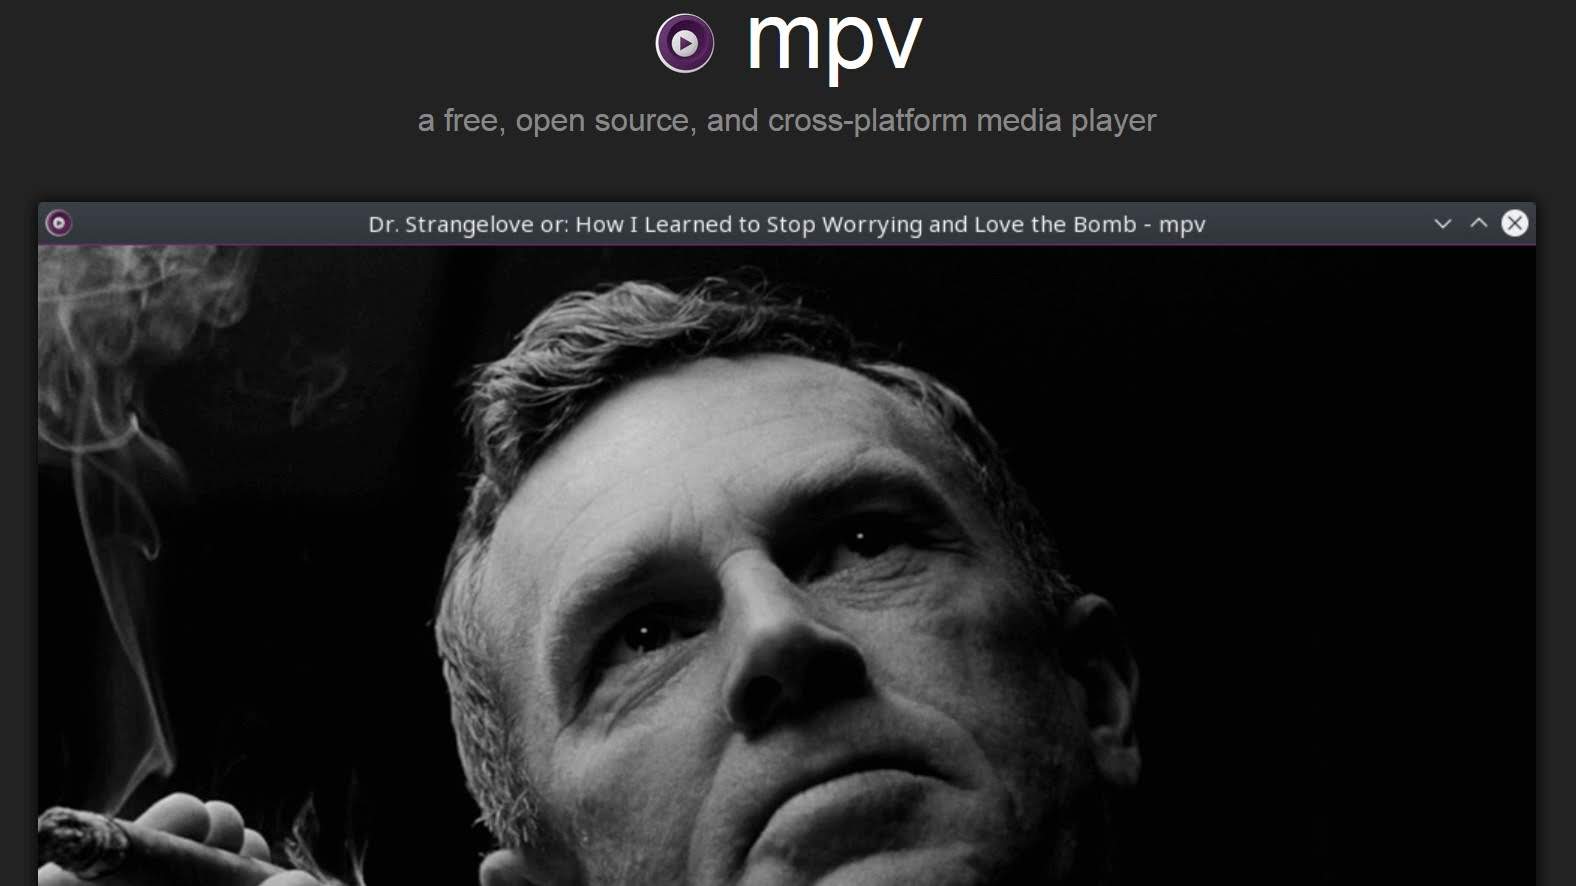 mpv
a free, open source, and cross-platform media player
Dr. Strangelove or: How I Learned to Stop Worrying and Love the Bomb - mpv